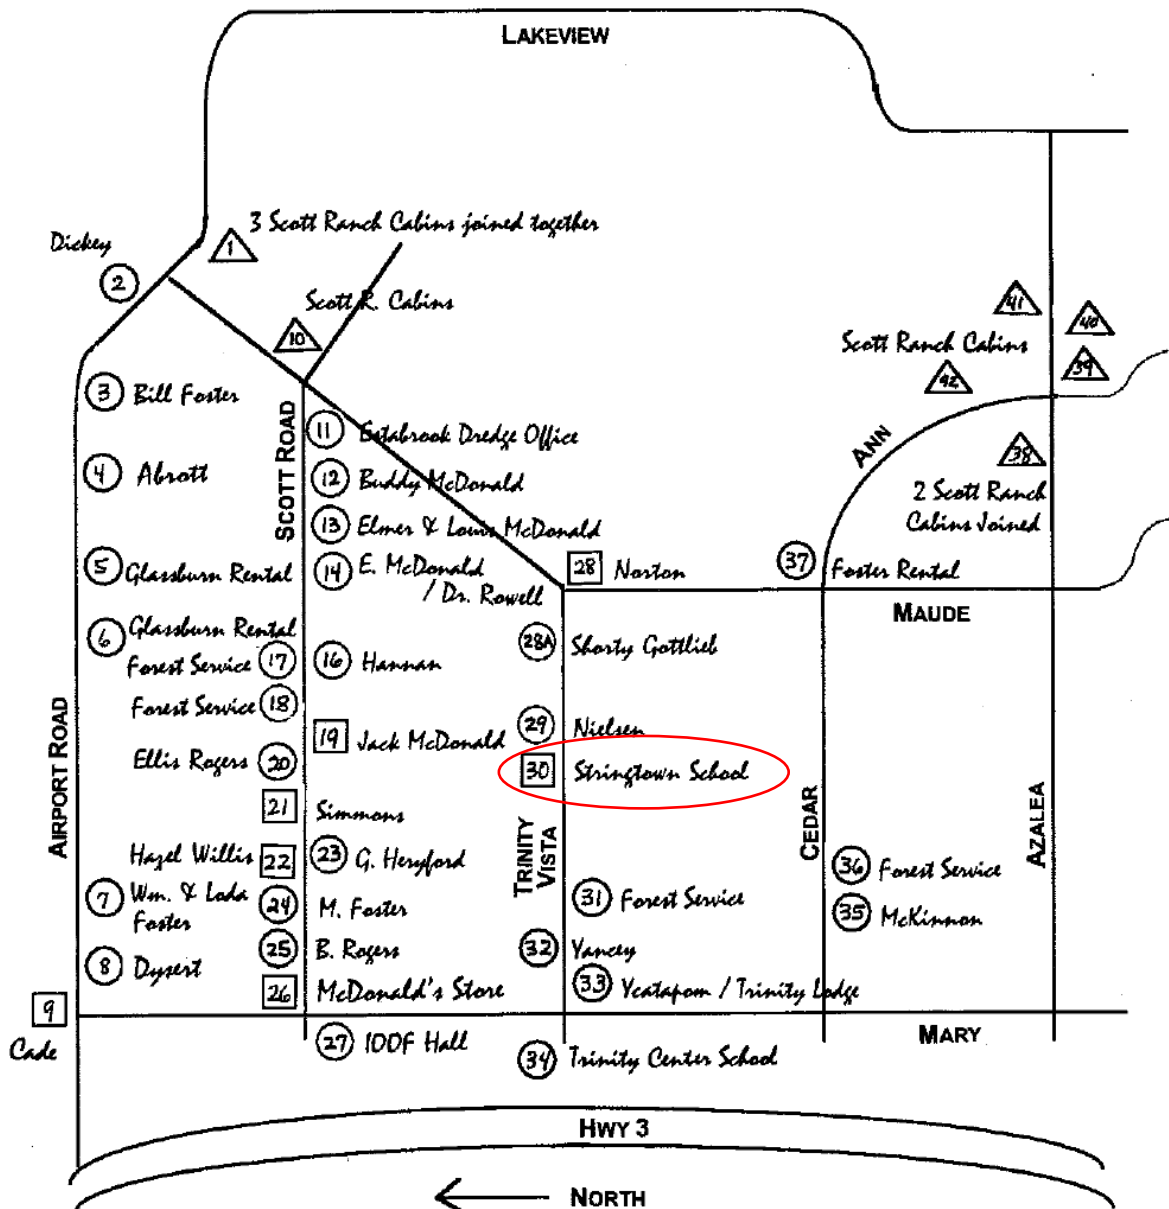 LAKEVIEW
3 Scott Ranch Cabins joined together
1
Dickey
2
Scott R. Cabins
10
41
40
Scott Ranch Cabins
39
42
3 Bill Foster
11 Estabrook Dredge Office
ANN
38
4 Abrott
SCOTT ROAD
12 Buddy McDonald
2 Scott Ranch
Cabins Joined
13 Elmer & Louis McDonald
5 Glassburn Rental
14 E. McDonald
/ Dr. Rowell
28 Norton
37 Foster Rental
MAUDE
6 Glassburn Rental
Forest Service 17
16 Hannan
28A Shorty Gottlieb
Forest Service 18
AIRPORT ROAD
19 Jack McDonald
29 Nielsen
Ellis Rogers 20
30 Stringtown School
21 Simmons
TRINITY
VISTA
CEDAR
AZALEA
Hazel Willis 22
23 G. Heryford
36 Forest Service
7 Wm. & Loda
Foster
24 M. Foster
31 Forest Service
35 McKinnon
25 B. Rogers
32 Yancey
8 Dysert
26 McDonald's Store
33 Ycatapom / Trinity Lodge
9
Cade
MARY
27 IOOF Hall
34 Trinity Center School
HWY 3
NORTH